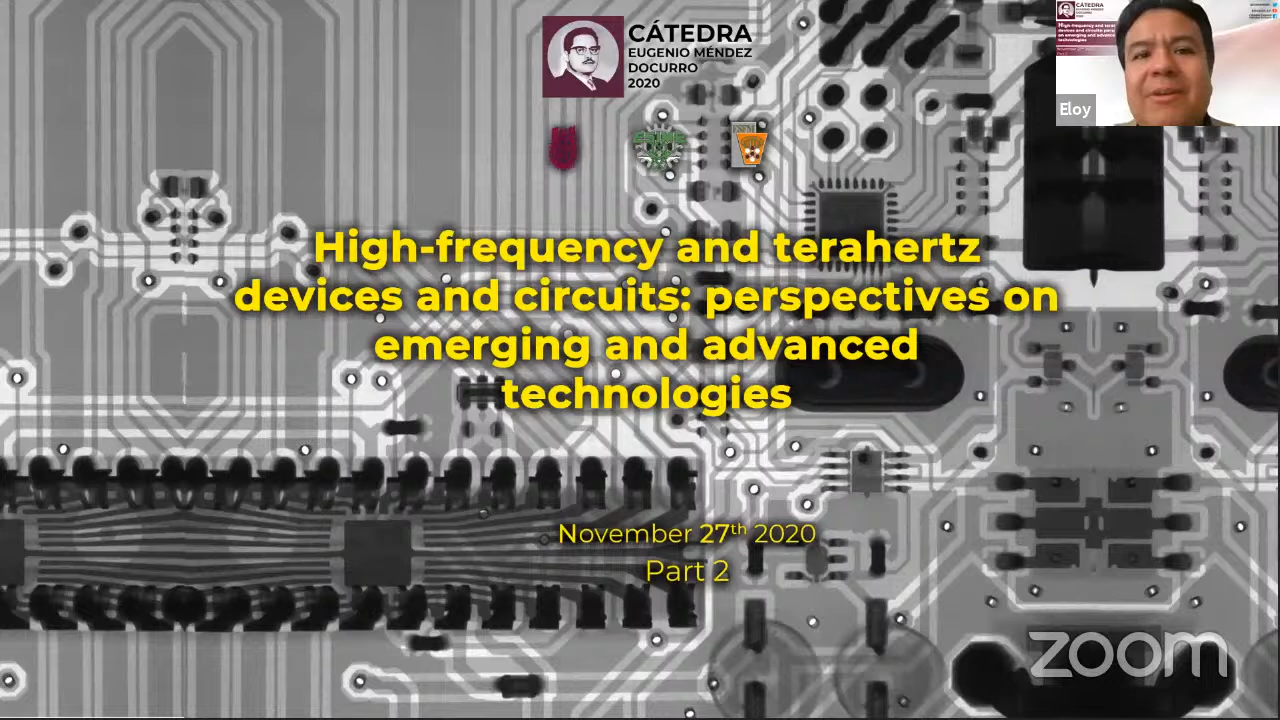 CÁTEDRA
EUGENIO MÉNDEZ
DOCURRO
2020
Eloy
High-frequency and terahertz
devices and circuits: perspectives on
emerging and advanced
technologies
November 27th 2020
Part 2
zoom